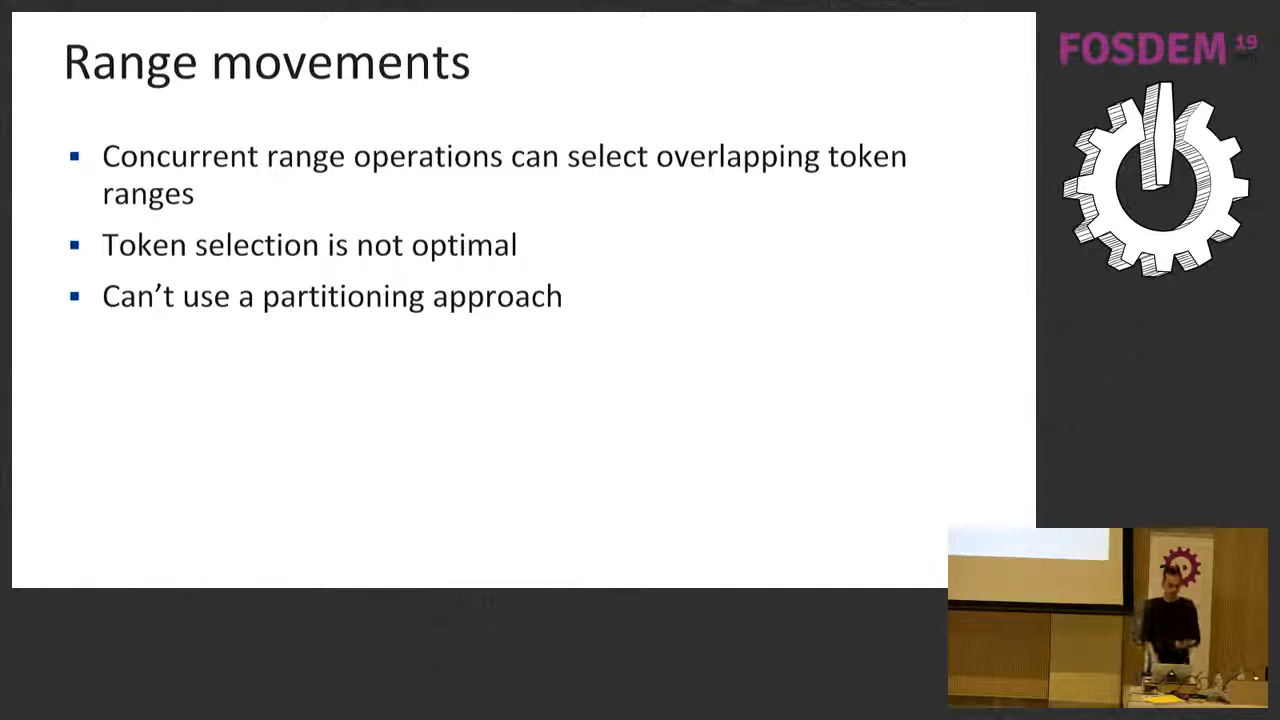 Range movements
▪ Concurrent range operations can select overlapping token
ranges
▪ Token selection is not optimal
▪ Can’t use a partitioning approach
FOSDEM 19